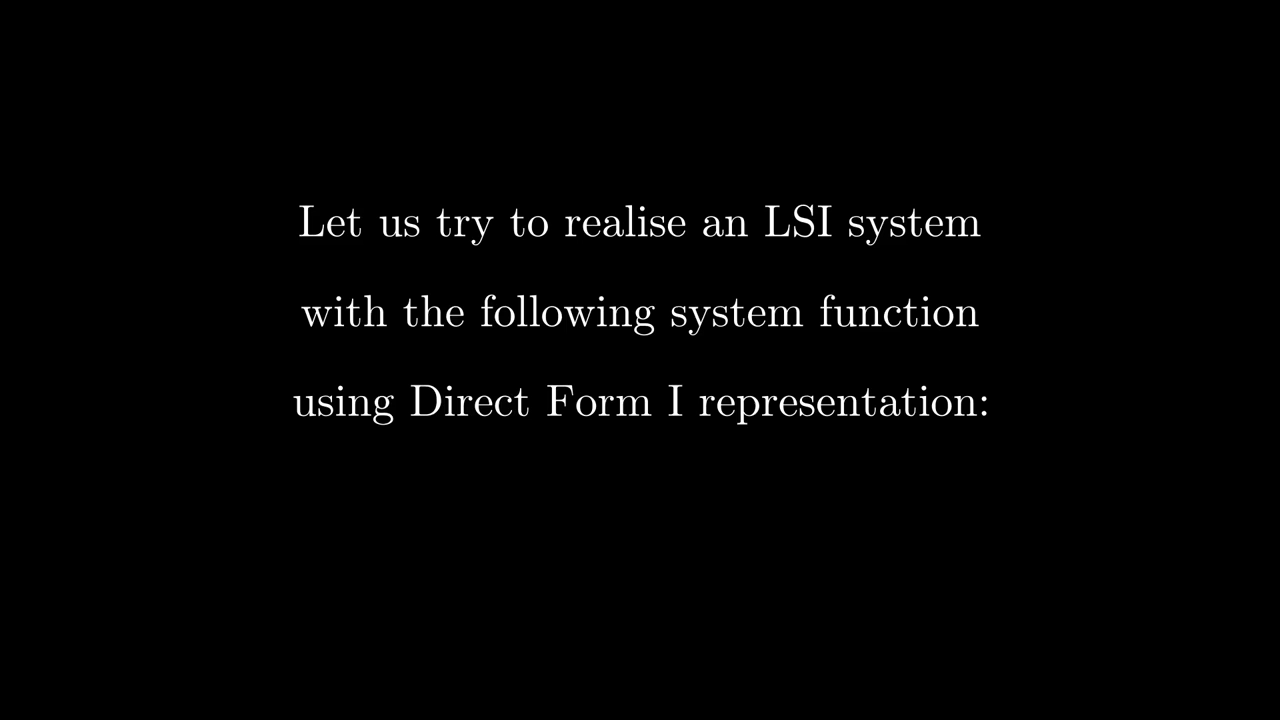 Let us try to realise an LSI system
with the following system function
using Direct Form I representation: